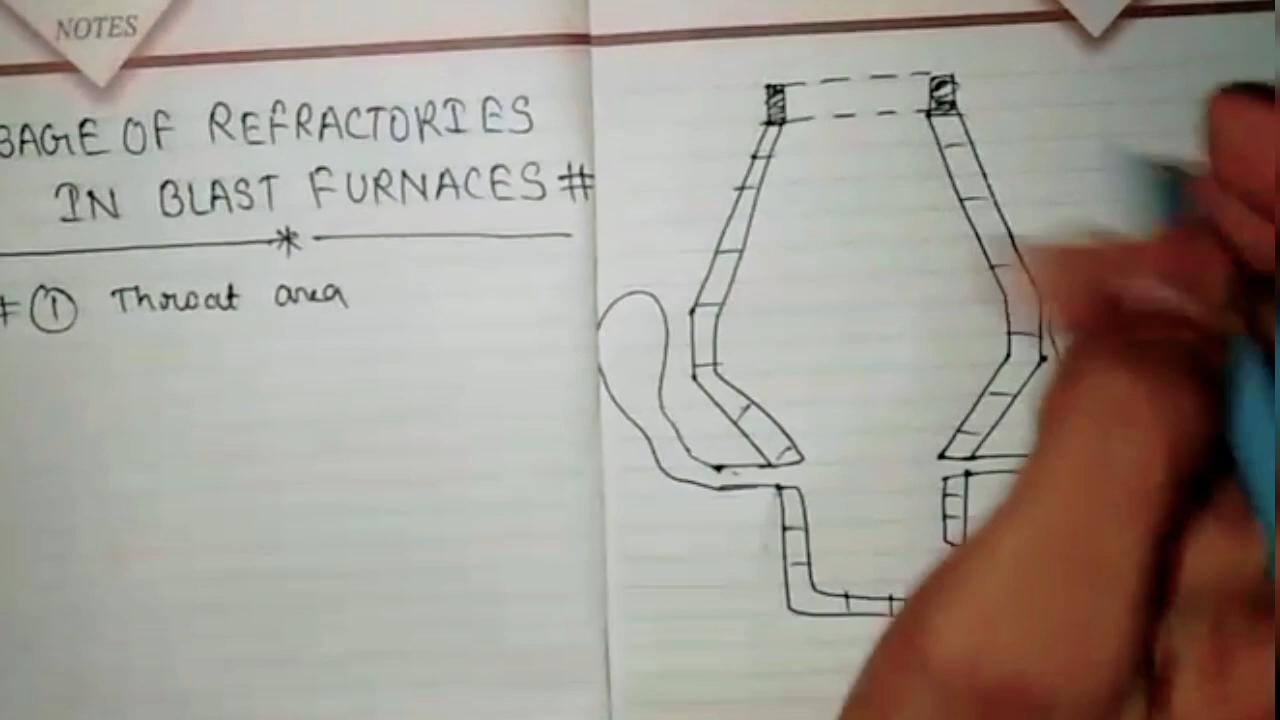 NOTES
BAGE OF REFRACTORIES
IN BLAST FURNACES #
# ① Throat area